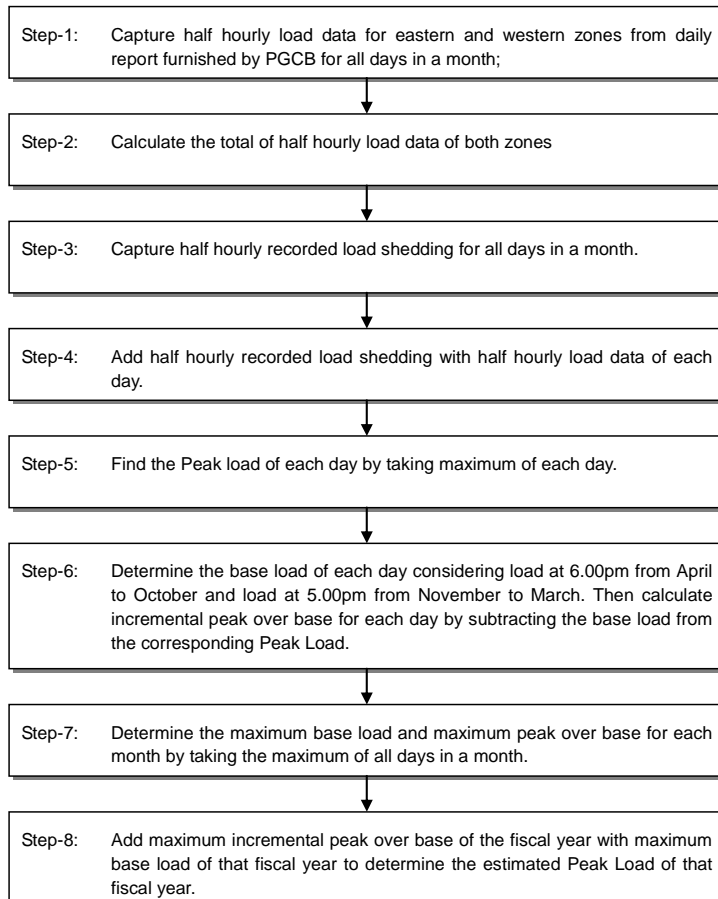 Step-1: Capture half hourly load data for eastern and western zones from daily
report furnished by PGCB for all days in a month;
Step-2: Calculate the total of half hourly load data of both zones
Step-3: Capture half hourly recorded load shedding for all days in a month.
Step-4: Add half hourly recorded load shedding with half hourly load data of each
day.
Step-5: Find the Peak load of each day by taking maximum of each day.
Step-6: Determine the base load of each day considering load at 6.00pm from April
to October and load at 5.00pm from November to March. Then calculate
incremental peak over base for each day by subtracting the base load from
the corresponding Peak Load.
Step-7: Determine the maximum base load and maximum peak over base for each
month by taking the maximum of all days in a month.
Step-8: Add maximum incremental peak over base of the fiscal year with maximum
base load of that fiscal year to determine the estimated Peak Load of that
fiscal year.